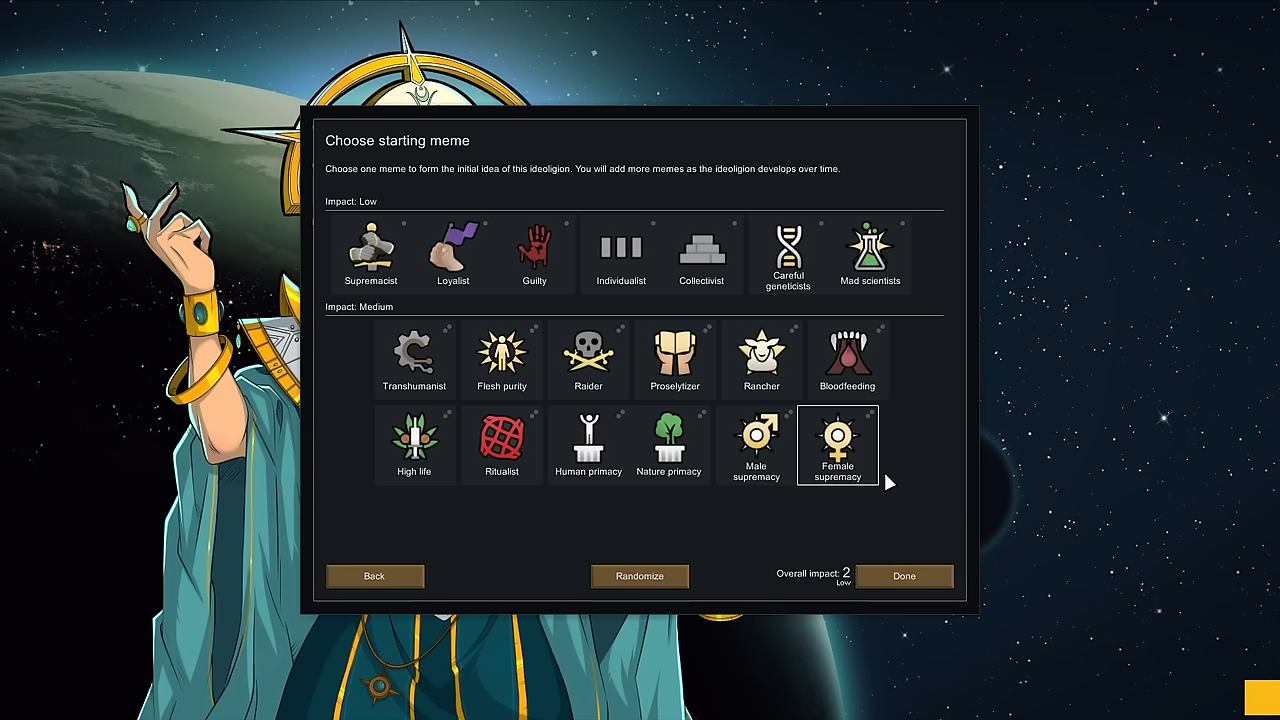 Choose starting meme
Choose one meme to form the initial idea of this ideoligion. You will add more memes as the ideoligion develops over time.
Impact: Low
Supremacist
Loyalist
Guilty
Individualist
Collectivist
Careful
geneticists
Mad scientists
Impact: Medium
Transhumanist
Flesh purity
Raider
Proselytizer
Rancher
Bloodfeeding
High life
Ritualist
Human primacy
Nature primacy
Male
supremacy
Female
supremacy
Back
Randomize
Overall impact: 2
Low
Done